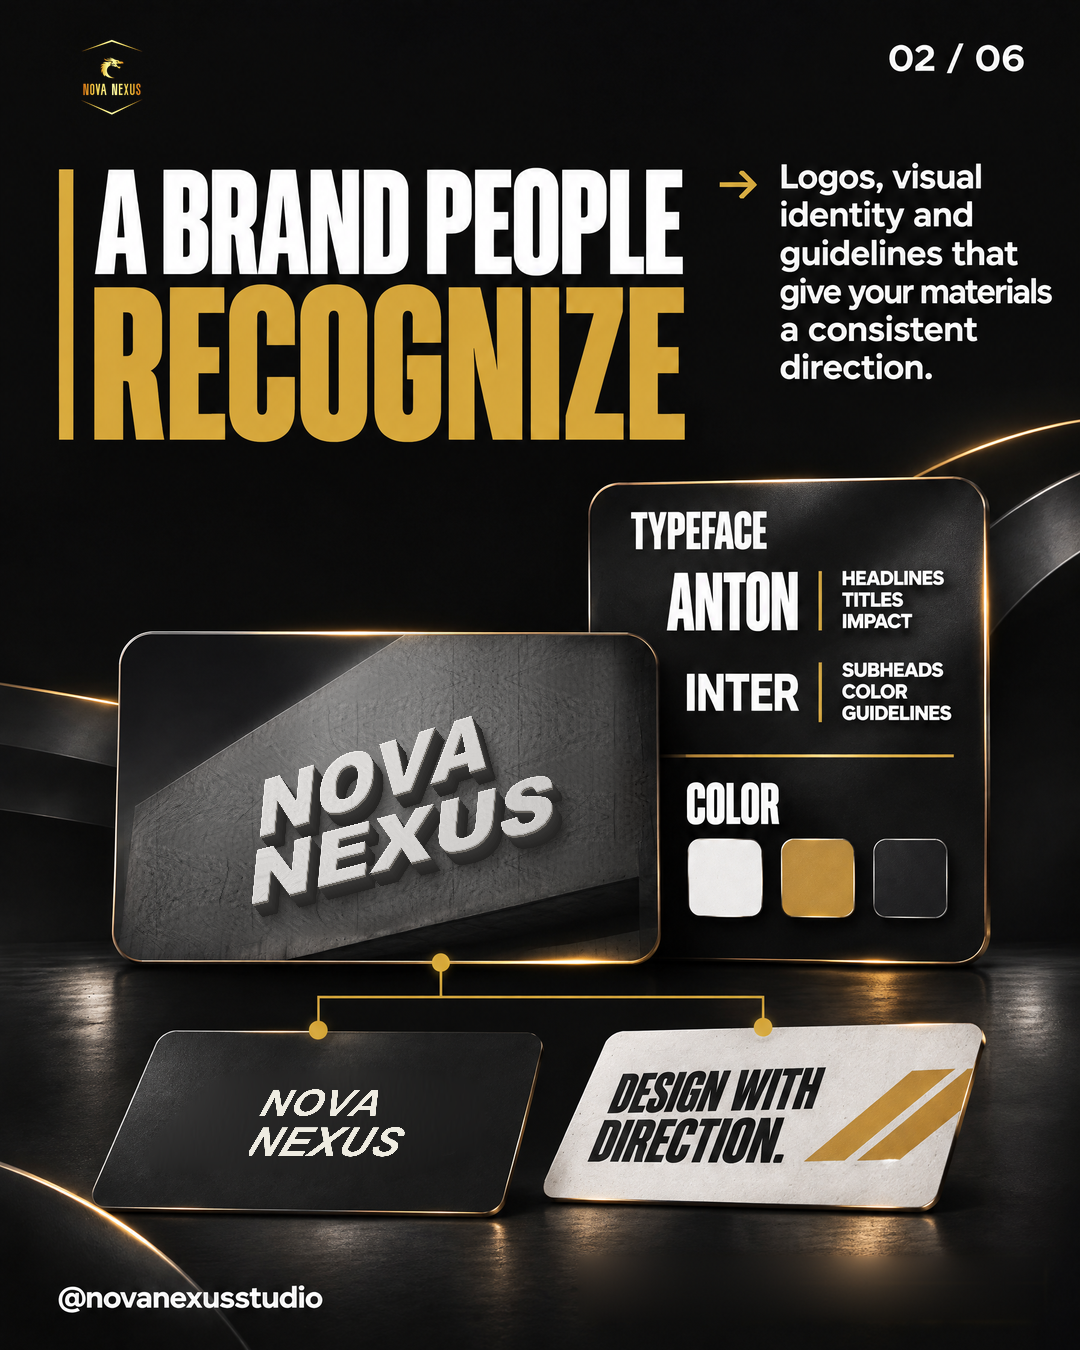 NOVA NEXUS
02 / 06
A BRAND PEOPLE
RECOGNIZE
Logos, visual
identity and
guidelines that
give your materials
a consistent
direction.
TYPEFACE
ANTON
HEADLINES
TITLES
IMPACT
INTER
SUBHEADS
COLOR
GUIDELINES
COLOR
NOVA
NEXUS
NOVA
NEXUS
DESIGN WITH
DIRECTION.
@novanexusstudio